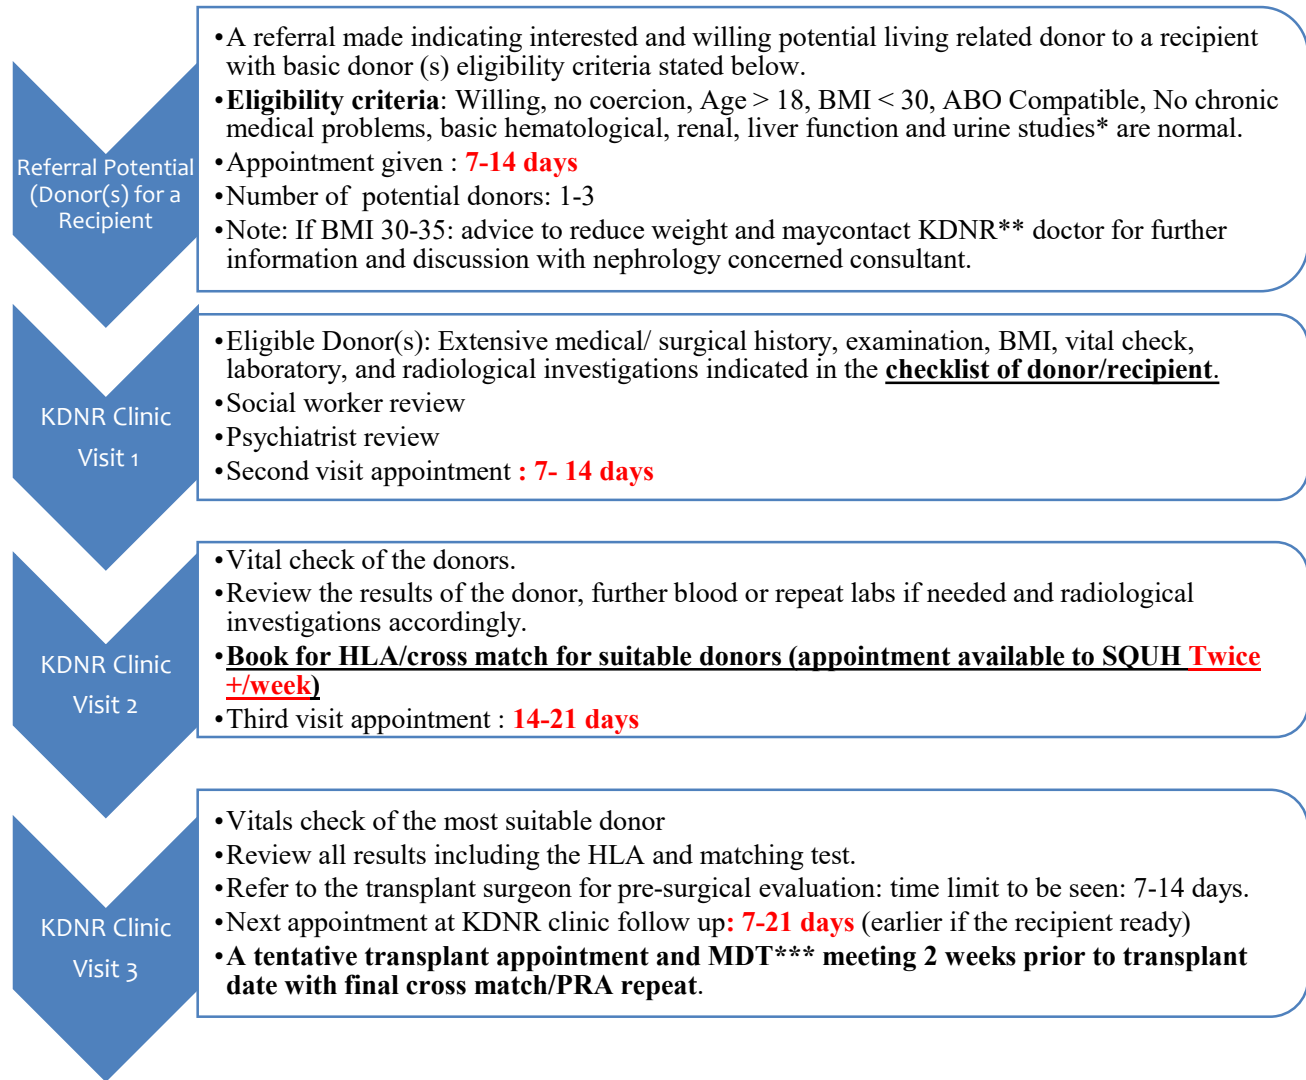 Referral Potential
(Donor(s) for a
Recipient
•A referral made indicating interested and willing potential living related donor to a recipient
with basic donor (s) eligibility criteria stated below.
•Eligibility criteria: Willing, no coercion, Age > 18, BMI < 30, ABO Compatible, No chronic
medical problems, basic hematological, renal, liver function and urine studies* are normal.
•Appointment given : 7-14 days
•Number of potential donors: 1-3
•Note: If BMI 30-35: advice to reduce weight and maycontact KDNR** doctor for further
information and discussion with nephrology concerned consultant.
KDNR Clinic
Visit 1
•Eligible Donor(s): Extensive medical/ surgical history, examination, BMI, vital check,
laboratory, and radiological investigations indicated in the checklist of donor/recipient.
•Social worker review
•Psychiatrist review
•Second visit appointment : 7- 14 days
KDNR Clinic
Visit 2
•Vital check of the donors.
•Review the results of the donor, further blood or repeat labs if needed and radiological
investigations accordingly.
•Book for HLA/cross match for suitable donors (appointment available to SQUH Twice
+/week)
•Third visit appointment : 14-21 days
KDNR Clinic
Visit 3
•Vitals check of the most suitable donor
•Review all results including the HLA and matching test.
•Refer to the transplant surgeon for pre-surgical evaluation: time limit to be seen: 7-14 days.
•Next appointment at KDNR clinic follow up: 7-21 days (earlier if the recipient ready)
•A tentative transplant appointment and MDT*** meeting 2 weeks prior to transplant
date with final cross match/PRA repeat.